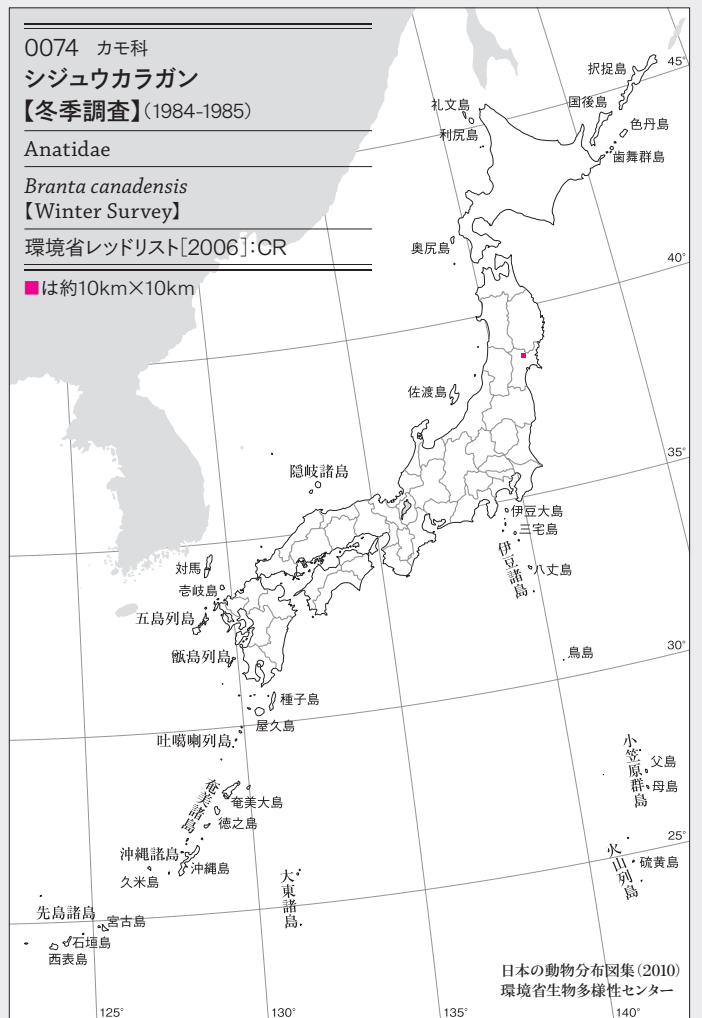 0074 カモ科
シジュウカラガン
【冬季調査】(1984-1985)
Anatidae
Branta canadensis
【Winter Survey】
環境省レッドリスト[2006]:CR
■は約10km×10km
択捉島
45°
礼文島
国後島
利尻島
色丹島
歯舞群島
奥尻島
40°
佐渡島
35°
隠岐諸島
伊豆大島
三宅島
伊豆諸島
八丈島
対馬
壱岐島
五島列島
甑島列島
鳥島
30°
種子島
屋久島
吐噶喇列島
小笠原群島
父島
母島
奄美諸島
奄美大島
徳之島
25°
沖縄諸島
沖縄島
久米島
大東諸島
火山列島
硫黄島
先島諸島
宮古島
石垣島
西表島
日本の動物分布図集(2010)
環境省生物多様性センター
125°
130°
135°
140°